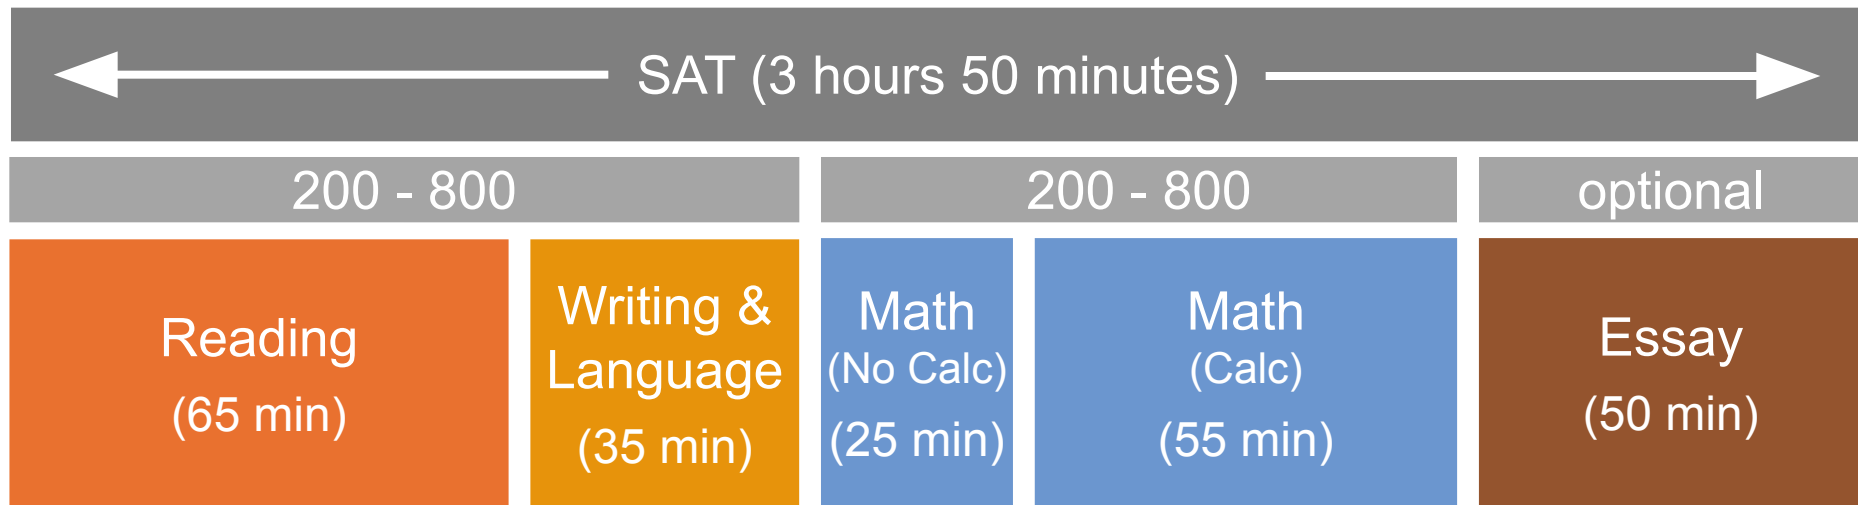 SAT (3 hours 50 minutes)
200 - 800
200 - 800
optional
Reading
(65 min)
Writing &
Language
(35 min)
Math
(No Calc)
(25 min)
Math
(Calc)
(55 min)
Essay
(50 min)